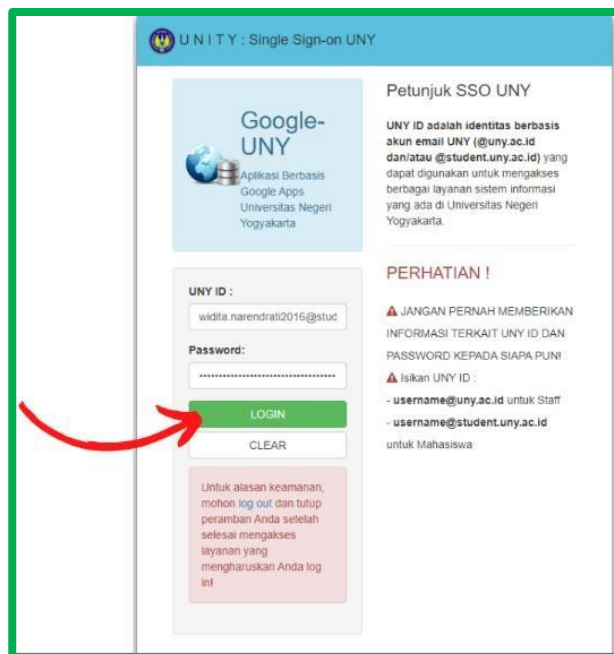 U N I T Y : Single Sign-on UNY
Google-
UNY
Aplikasi Berbasis
Google Apps
Universitas Negeri
Yogyakarta
UNY ID :
widita.narendrati2016@stud
Password:
LOGIN
CLEAR
Untuk alasan keamanan,
mohon log out dan tutup
peramban Anda setelah
selesai mengakses
layanan yang
mengharuskan Anda log
in!
Petunjuk SSO UNY
UNY ID adalah identitas berbasis
akun email UNY (@uny.ac.id
dan/atau @student.uny.ac.id) yang
dapat digunakan untuk mengakses
berbagai layanan sistem informasi
yang ada di Universitas Negeri
Yogyakarta.
PERHATIAN !
JANGAN PERNAH MEMBERIKAN
INFORMASI TERKAIT UNY ID DAN
PASSWORD KEPADA SIAPA PUN!
Isikan UNY ID :
- username@uny.ac.id untuk Staff
- username@student.uny.ac.id
untuk Mahasiswa